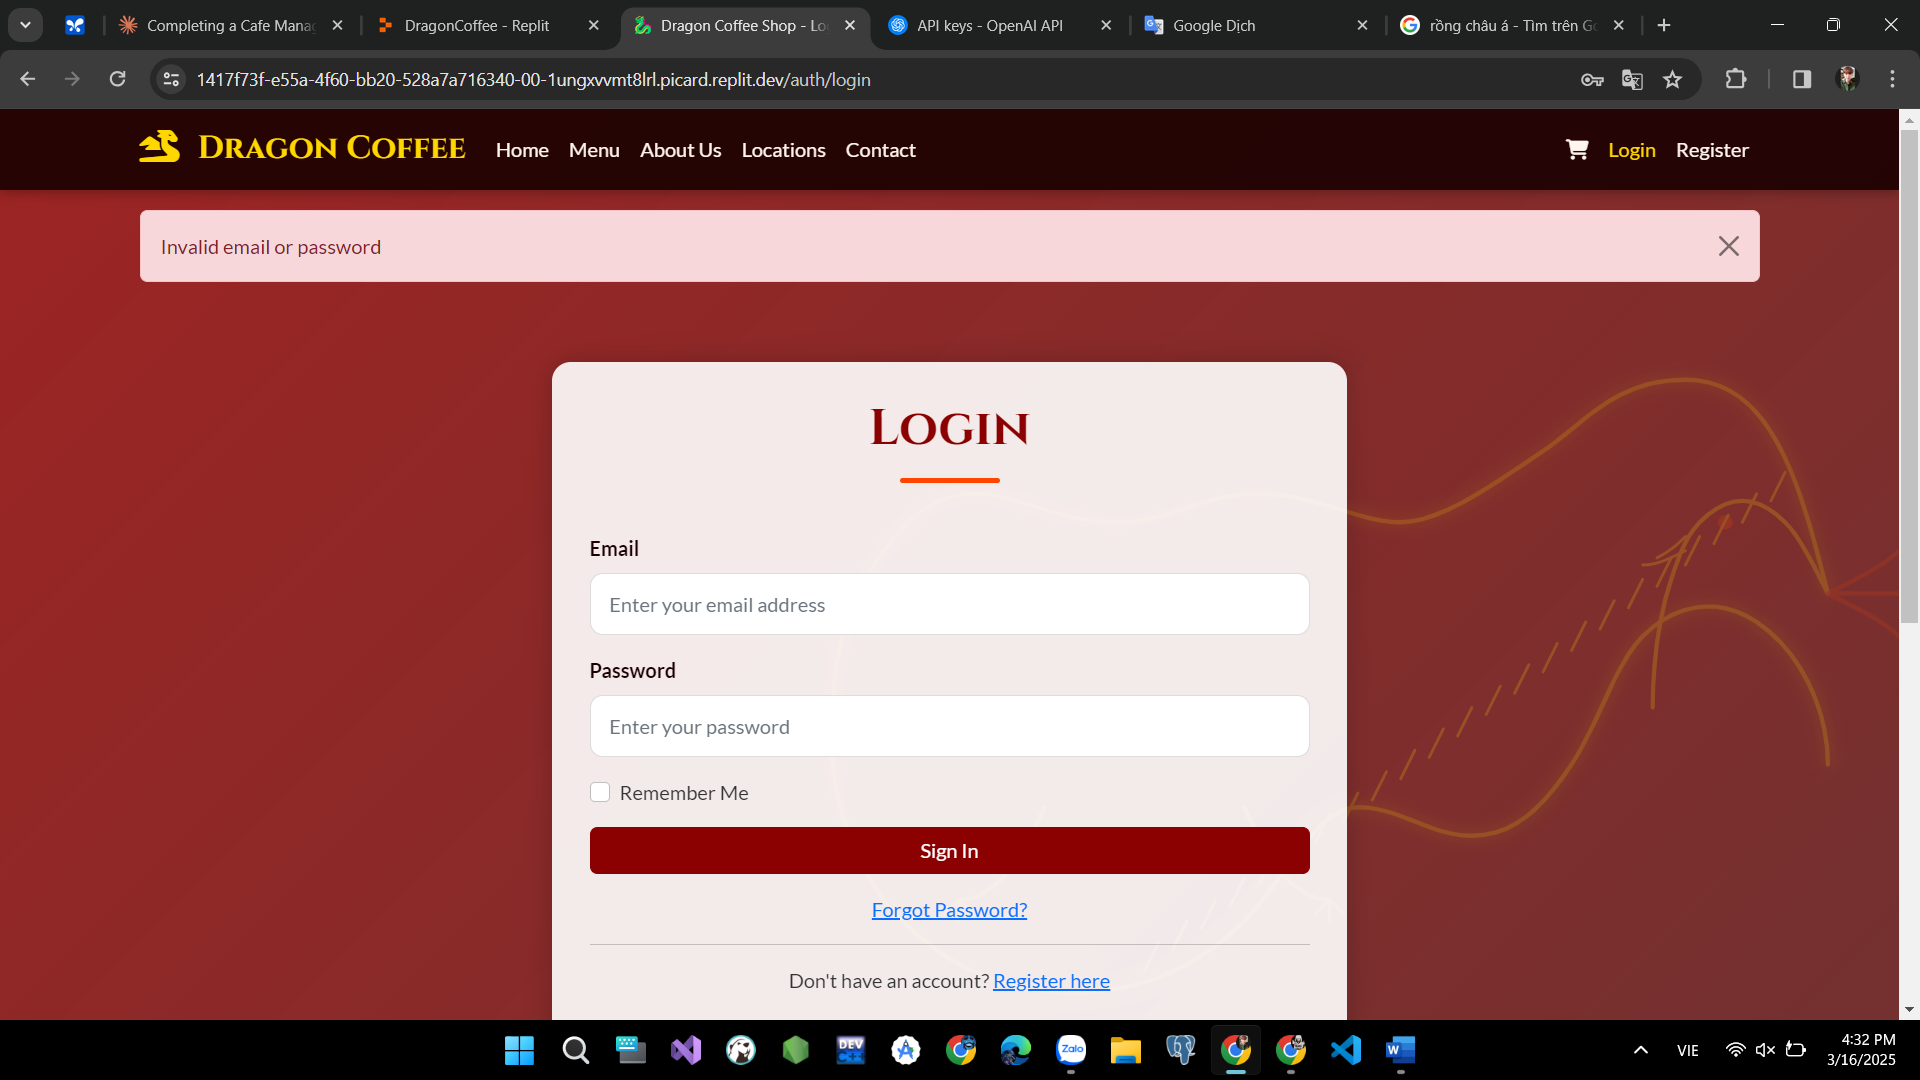 Completing a Cafe Mana
DragonCoffee - Replit
Dragon Coffee Shop - Lo
API keys - OpenAI API
Google Dịch
rồng châu á - Tìm trên Go
1417f73f-e55a-4f60-bb20-528a7a716340-00-1ungxvvmt8lrl.picard.replit.dev/auth/login
DRAGON COFFEE
Home
Menu
About Us
Locations
Contact
Login
Register
Invalid email or password
LOGIN
Email
Enter your email address
Password
Enter your password
Remember Me
Sign In
Forgot Password?
Don't have an account? Register here
DEV
C++
Zalo
W
VIE
4:32 PM
3/16/2025